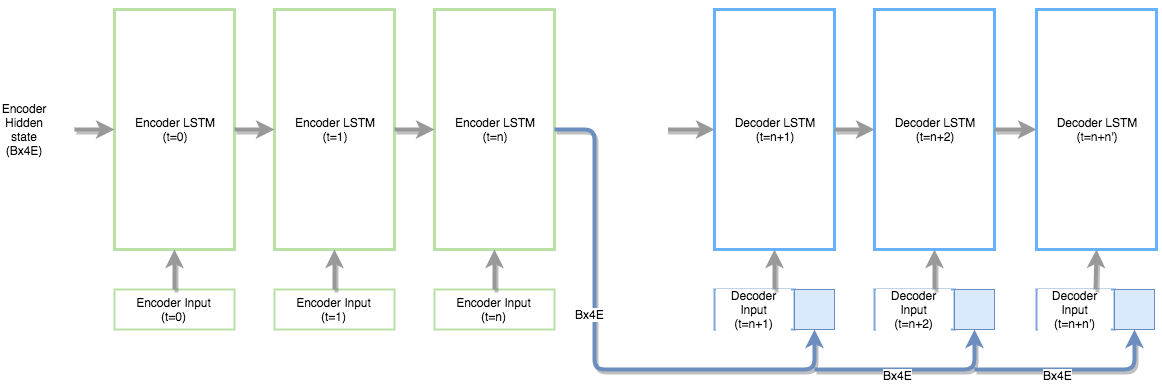 Encoder
Hidden
state
(Bx4E)
Encoder LSTM
(t=0)
Encoder LSTM
(t=1)
Encoder LSTM
(t=n)
Decoder LSTM
(t=n+1)
Decoder LSTM
(t=n+2)
Decoder LSTM
(t=n+n')
Encoder Input
(t=0)
Encoder Input
(t=1)
Encoder Input
(t=n)
Bx4E
Decoder
Input
(t=n+1)
Decoder
Input
(t=n+2)
Decoder
Input
(t=n+n')
Bx4E
Bx4E